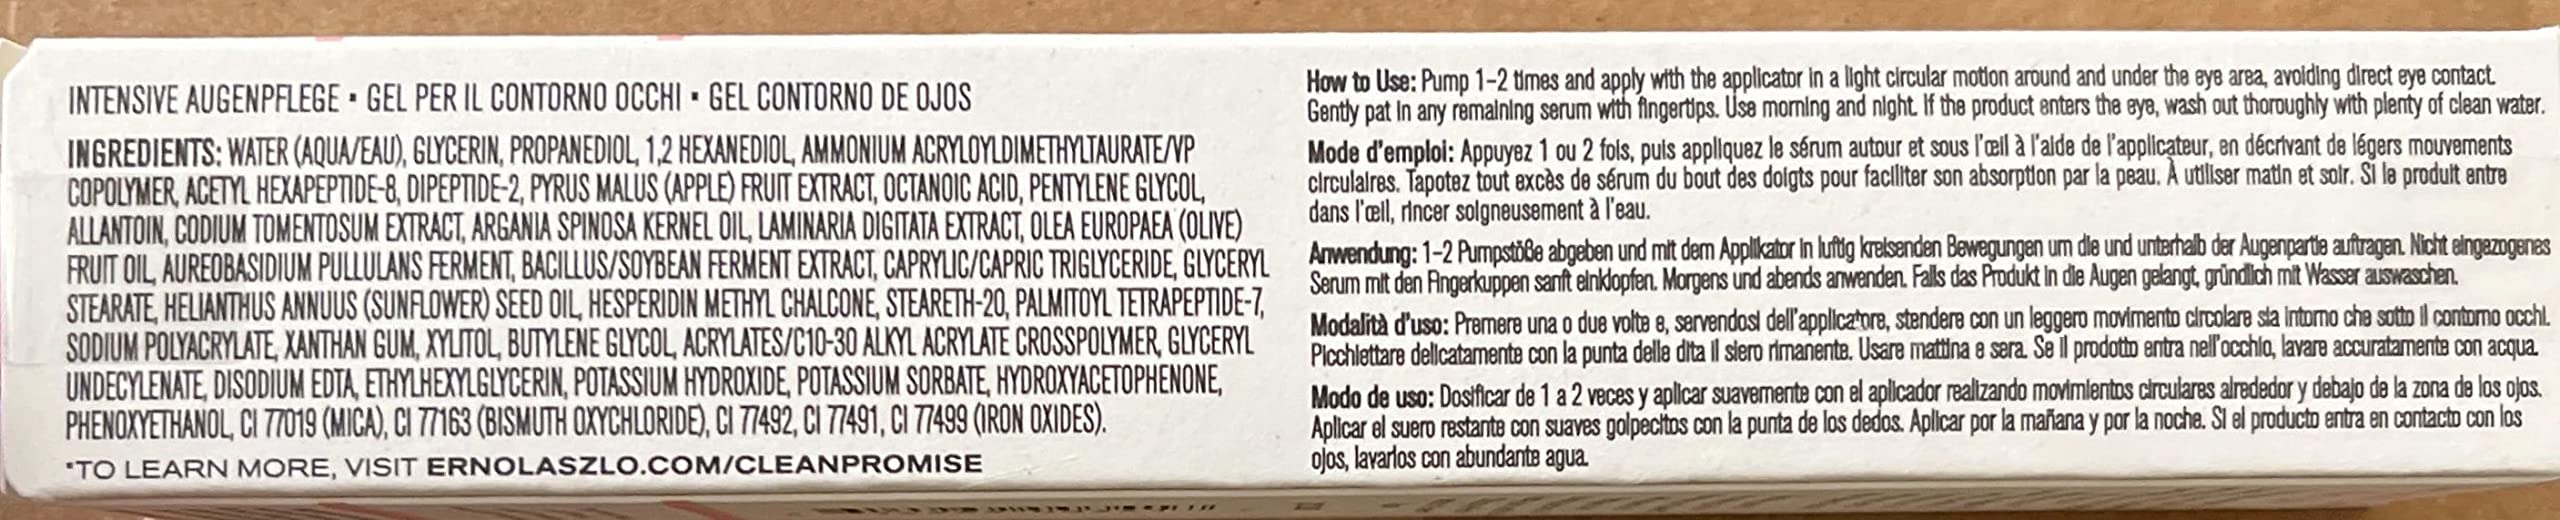 INTENSIVE AUGENPFLEGE ▪ GEL PER IL CONTORNO OCCHI ▪ GEL CONTORNO DE OJOS
INGREDIENTS: WATER (AQUA/EAU), GLYCERIN, PROPANEDIOL, 1,2 HEXANEDIOL, AMMONIUM ACRYLOYLDIMETHYLTAURATE/VP
COPOLYMER, ACETYL HEXAPEPTIDE-8, DIPEPTIDE-2, PYRUS MALUS (APPLE) FRUIT EXTRACT, OCTANOIC ACID, PENTYLENE GLYCOL,
ALLANTOIN, CODIUM TOMENTOSUM EXTRACT, ARGANIA SPINOSA KERNEL OIL, LAMINARIA DIGITATA EXTRACT, OLEA EUROPAEA (OLIVE)
FRUIT OIL, AUREOBASIDIUM PULLULANS FERMENT, BACILLUS/SOYBEAN FERMENT EXTRACT, CAPRYLIC/CAPRIC TRIGLYCERIDE, GLYCERYL
STEARATE, HELIANTHUS ANNUUS (SUNFLOWER) SEED OIL, HESPERIDIN METHYL CHALCONE, STEARETH-20, PALMITOYL TETRAPEPTIDE-7,
SODIUM POLYACRYLATE, XANTHAN GUM, XYLITOL, BUTYLENE GLYCOL, ACRYLATES/C10-30 ALKYL ACRYLATE CROSSPOLYMER, GLYCERYL
UNDECYLENATE, DISODIUM EDTA, ETHYLHEXYLGLYCERIN, POTASSIUM HYDROXIDE, POTASSIUM SORBATE, HYDROXYACETOPHENONE,
PHENOXYETHANOL, CI 77019 (MICA), CI 77163 (BISMUTH OXYCHLORIDE), CI 77492, CI 77491, CI 77499 (IRON OXIDES).
*TO LEARN MORE, VISIT ERNOLASZLO.COM/CLEANPROMISE
How to Use: Pump 1-2 times and apply with the applicator in a light circular motion around and under the eye area, avoiding direct eye contact.
Gently pat in any remaining serum with fingertips. Use morning and night. If the product enters the eye, wash out thoroughly with plenty of clean water.
Mode d'emploi: Appuyez 1 ou 2 fois, puis appliquez le sérum autour et sous l'œil à l'aide de l'applicateur, en décrivant de légers mouvements
circulaires. Tapotez tout excès de sérum du bout des doigts pour faciliter son absorption par la peau. À utiliser matin et soir. Si le produit entre
dans l'œil, rincer soigneusement à l'eau.
Anwendung: 1-2 Pumpstöße abgeben und mit dem Applikator in luftig kreisenden Bewegungen um die und unterhalb der Augenpartie auftragen. Nicht eingezogenes
Serum mit den Fingerkuppen sanft einklopfen. Morgens und abends anwenden. Falls das Produkt in die Augen gelangt, gründlich mit Wasser auswaschen.
Modalità d'uso: Premere una o due volte e, servendosi dell'applicatore, stendere con un leggero movimento circolare sia intorno che sotto il contorno occhi.
Picchiettare delicatamente con la punta delle dita il siero rimanente. Usare mattina e sera. Se il prodotto entra nell'occhio, lavare accuratamente con acqua.
Modo de uso: Dosificar de 1 a 2 veces y aplicar suavemente con el aplicador realizando movimientos circulares alrededor y debajo de la zona de los ojos.
Aplicar el suero restante con suaves golpecitos con la punta de los dedos. Aplicar por la mañana y por la noche. Si el producto entra en contacto con los
ojos, lavarlos con abundante agua.